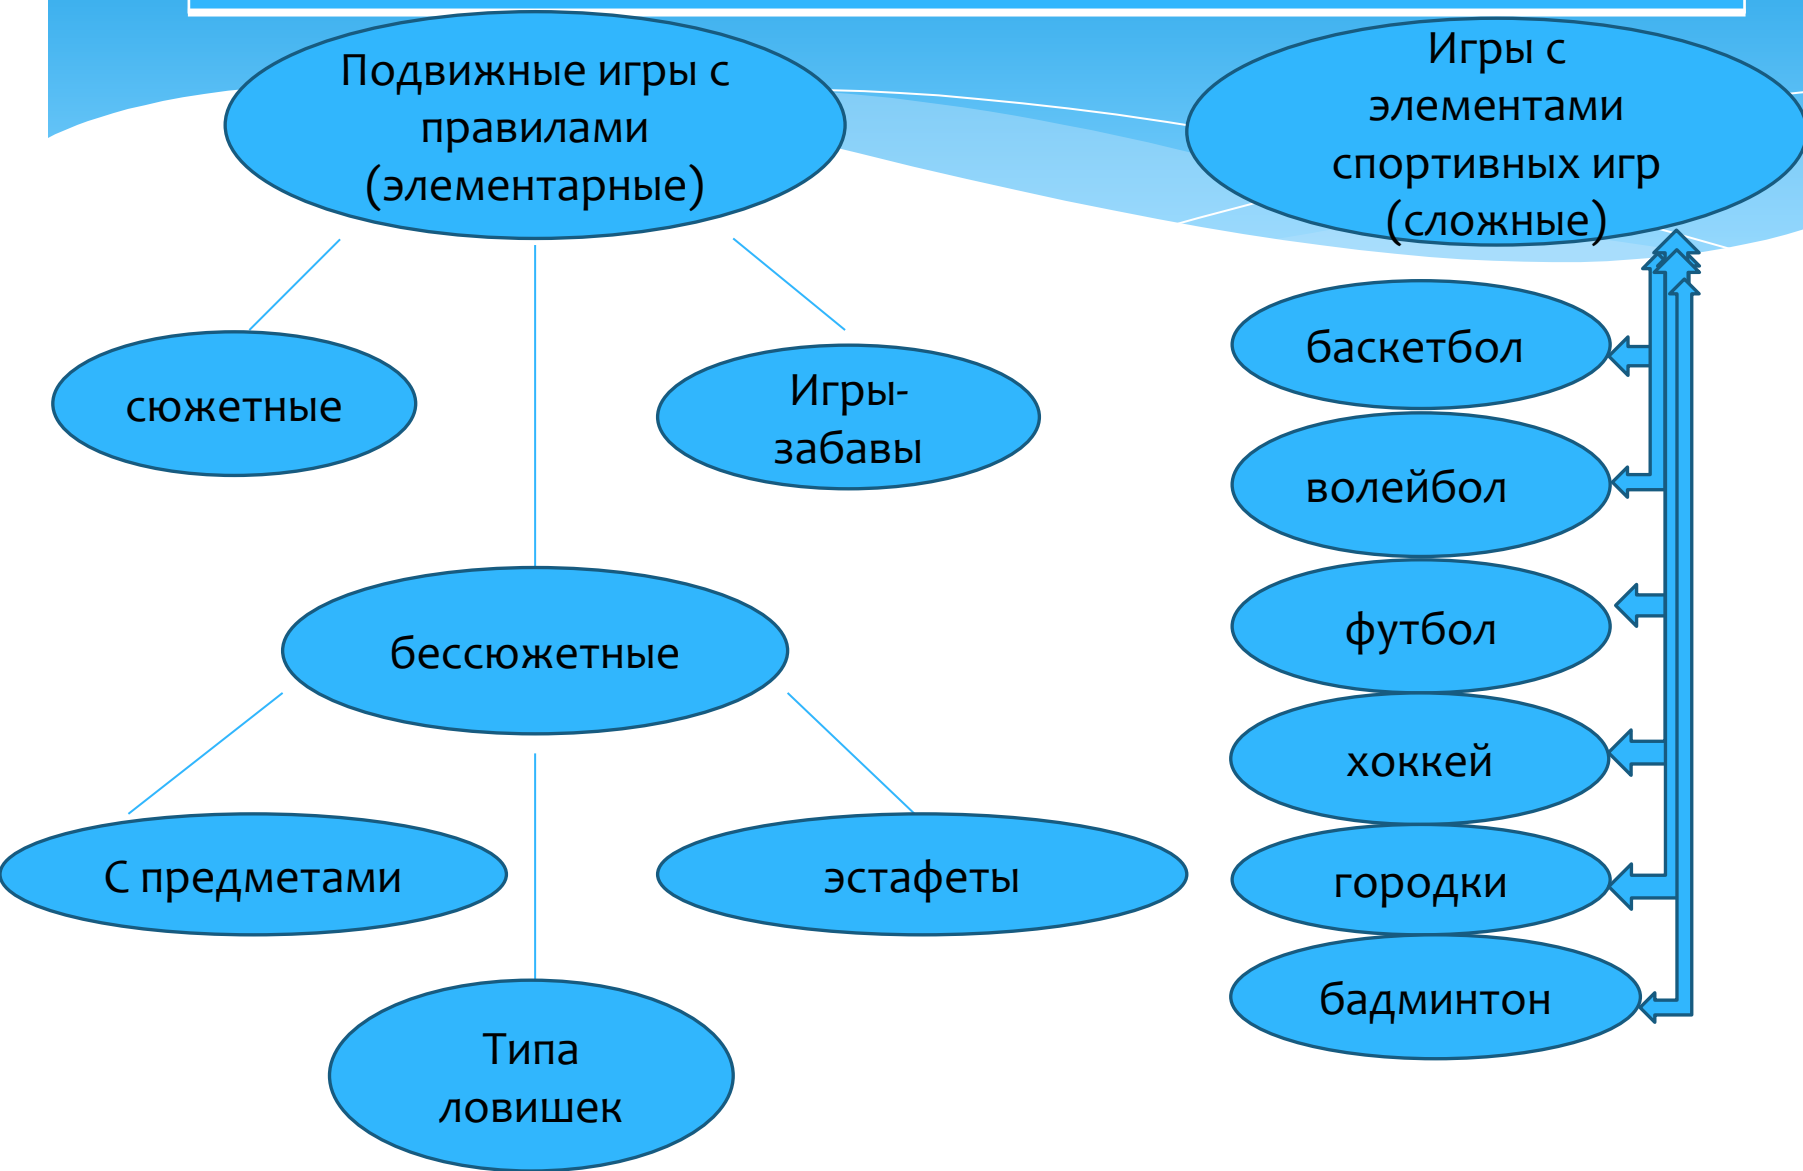 Подвижные игры с
правилами
(элементарные)
Игры с
элементами
спортивных игр
(сложные)
сюжетные
Игры-
забавы
бессюжетные
С предметами
эстафеты
Типа
ловишек
баскетбол
волейбол
футбол
хоккей
городки
бадминтон